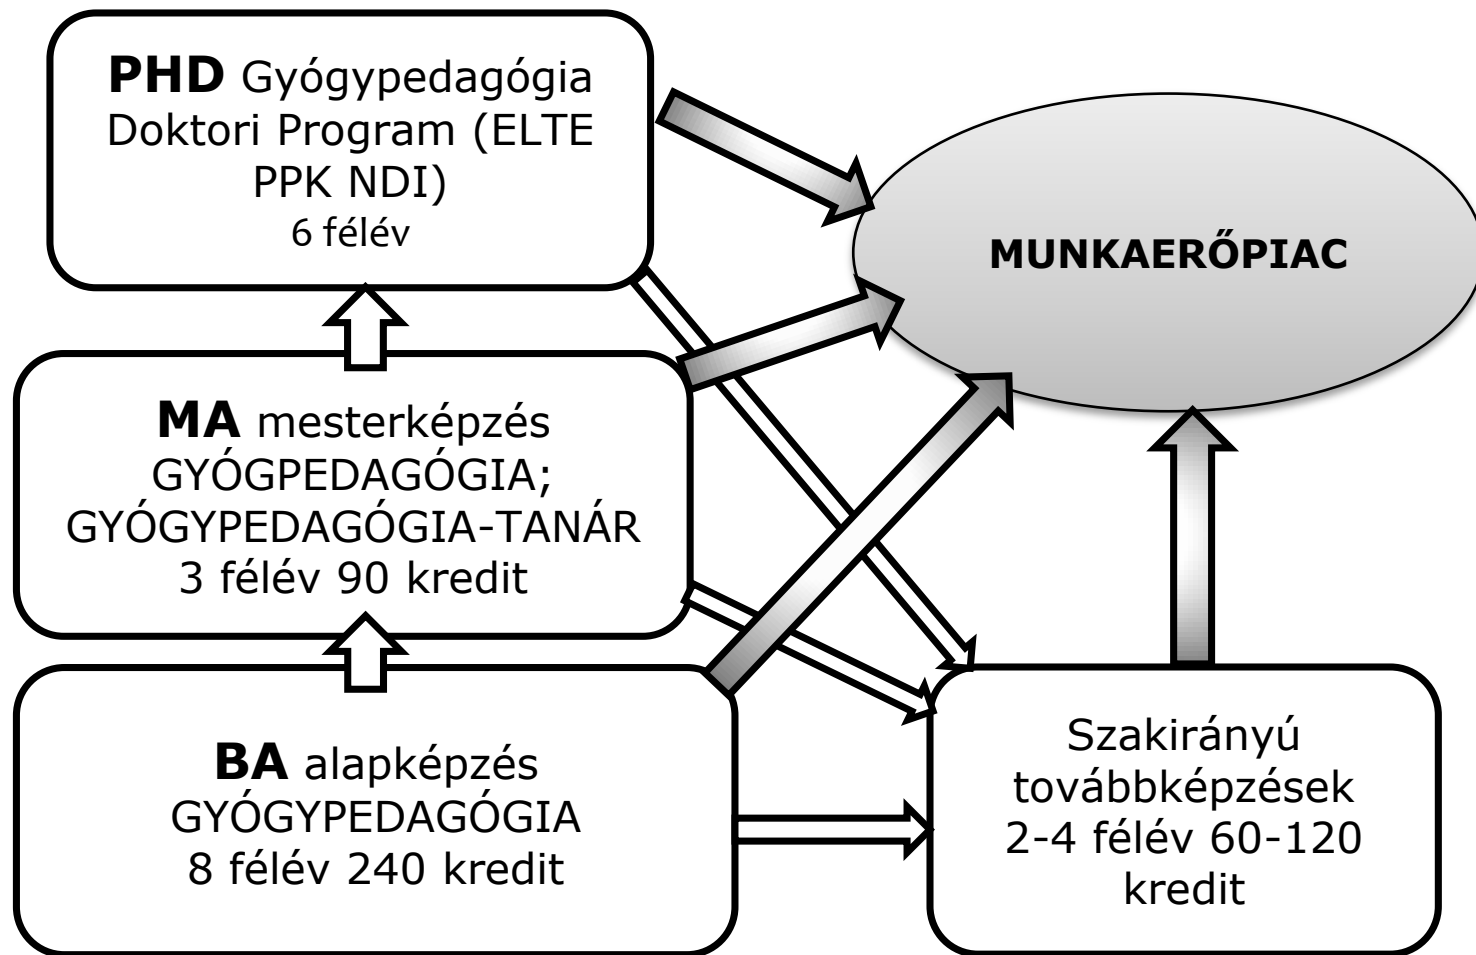 PHD Gyógypedagógia
Doktori Program (ELTE
PPK NDI)
6 félév
MUNKAERŐPIAC
MA mesterképzés
GYÓGPEDAGÓGIA;
GYÓGYPEDAGÓGIA-TANÁR
3 félév 90 kredit
BA alapképzés
GYÓGYPEDAGÓGIA
8 félév 240 kredit
Szakirányú
továbbképzések
2-4 félév 60-120
kredit